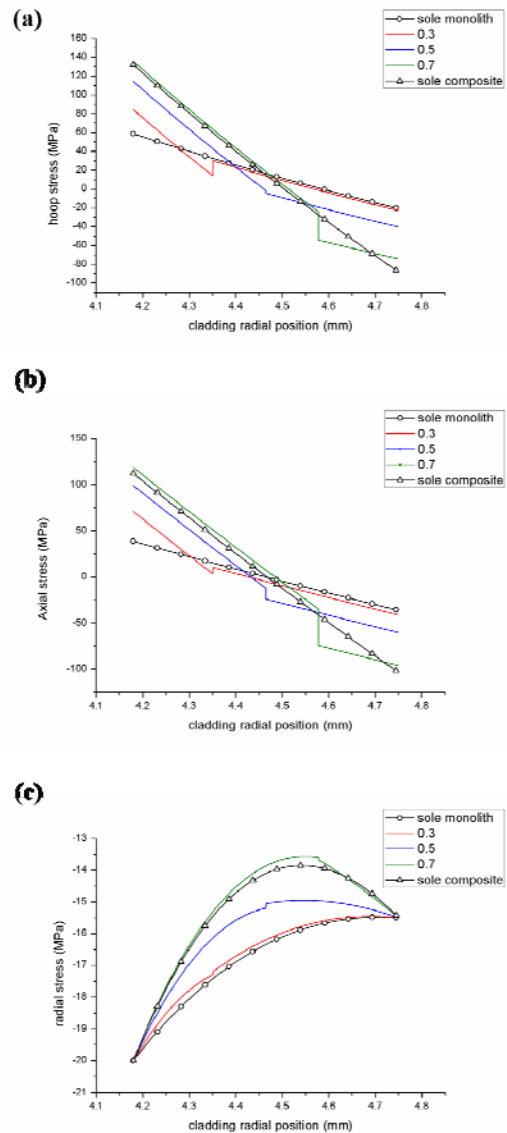 (a)
sole monolith
0.3
0.5
0.7
sole composite
160
140
120
100
80
60
40
20
0
-20
-40
-60
-80
-100
hoop stress (MPa)
4.1 4.2 4.3 4.4 4.5 4.6 4.7 4.8
cladding radial position (mm)
(b)
sole monolith
0.3
0.5
0.7
sole composite
150
100
50
0
-50
-100
Axial stress (MPa)
4.1 4.2 4.3 4.4 4.5 4.6 4.7 4.8
cladding radial position (mm)
(c)
sole monolith
0.3
0.5
0.7
sole composite
-13
-14
-15
-16
-17
-18
-19
-20
-21
radial stress (MPa)
4.1 4.2 4.3 4.4 4.5 4.6 4.7 4.8
cladding radial position (mm)